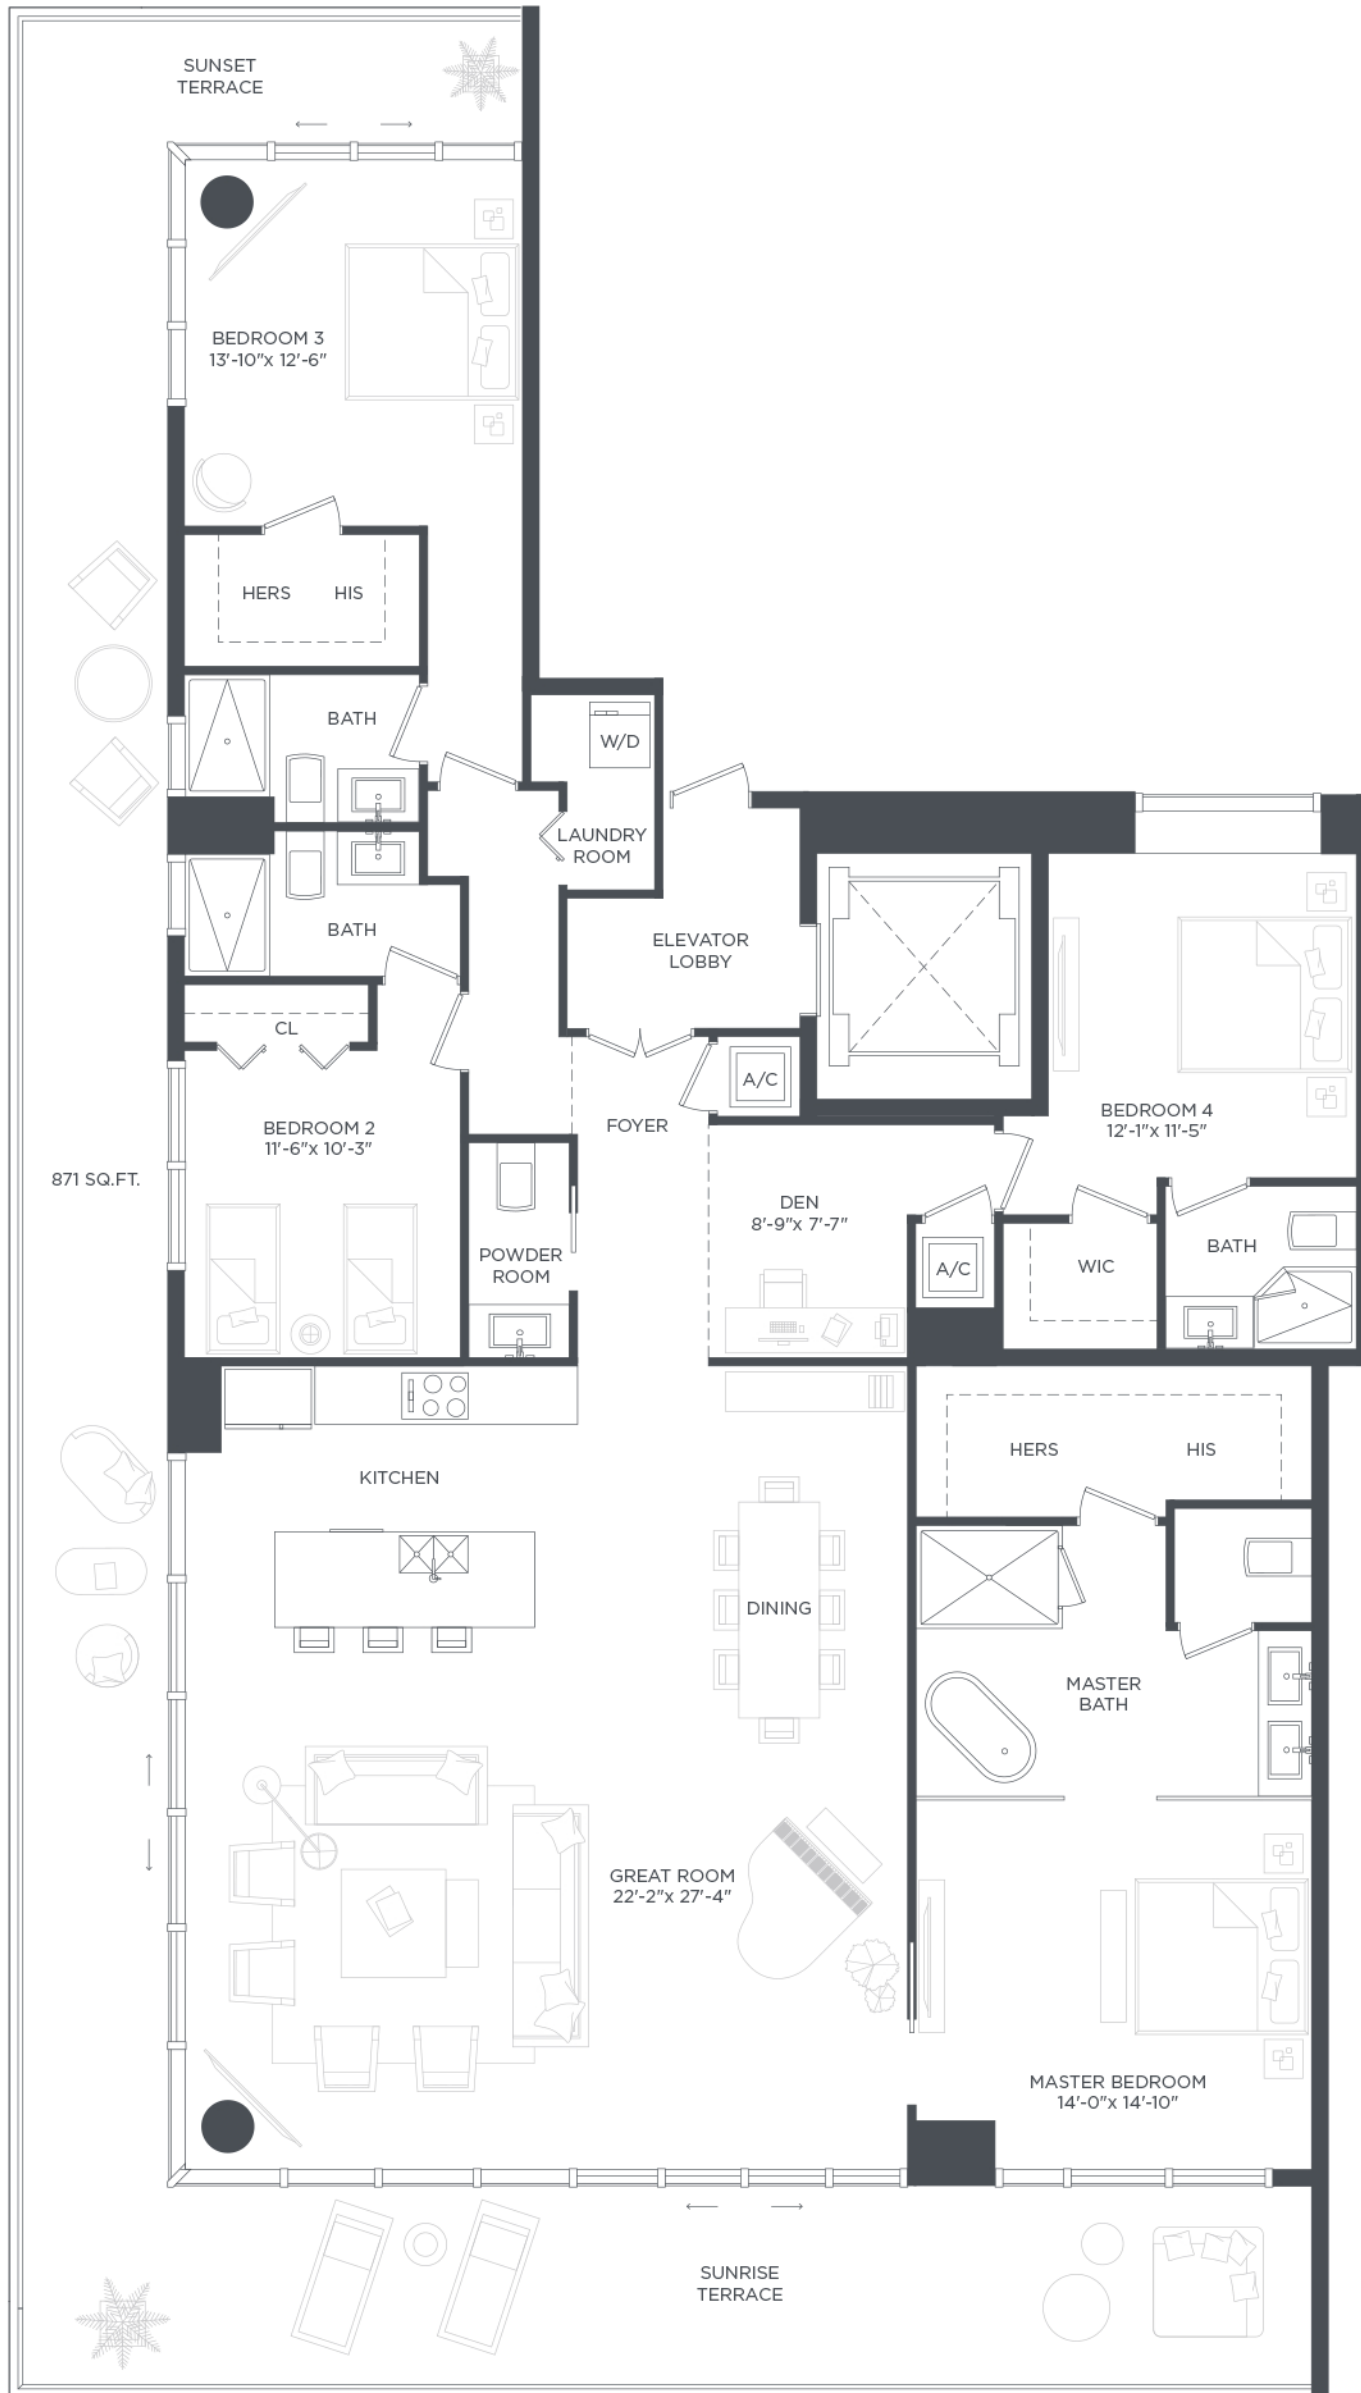 SUNSET
TERRACE
BEDROOM 3
13'-10"x 12'-6"
HERS
HIS
BATH
W/D
LAUNDRY
ROOM
BATH
ELEVATOR
LOBBY
CL
A/C
FOYER
BEDROOM 2
11'-6"x 10'-3"
BEDROOM 4
12'-1"x 11'-5"
871 SQ.FT.
DEN
8'-9"x 7'-7"
POWDER
ROOM
A/C
WIC
BATH
KITCHEN
HERS
HIS
DINING
MASTER
BATH
GREAT ROOM
22'-2"x 27'-4"
MASTER BEDROOM
14'-0"x 14'-10"
SUNRISE
TERRACE